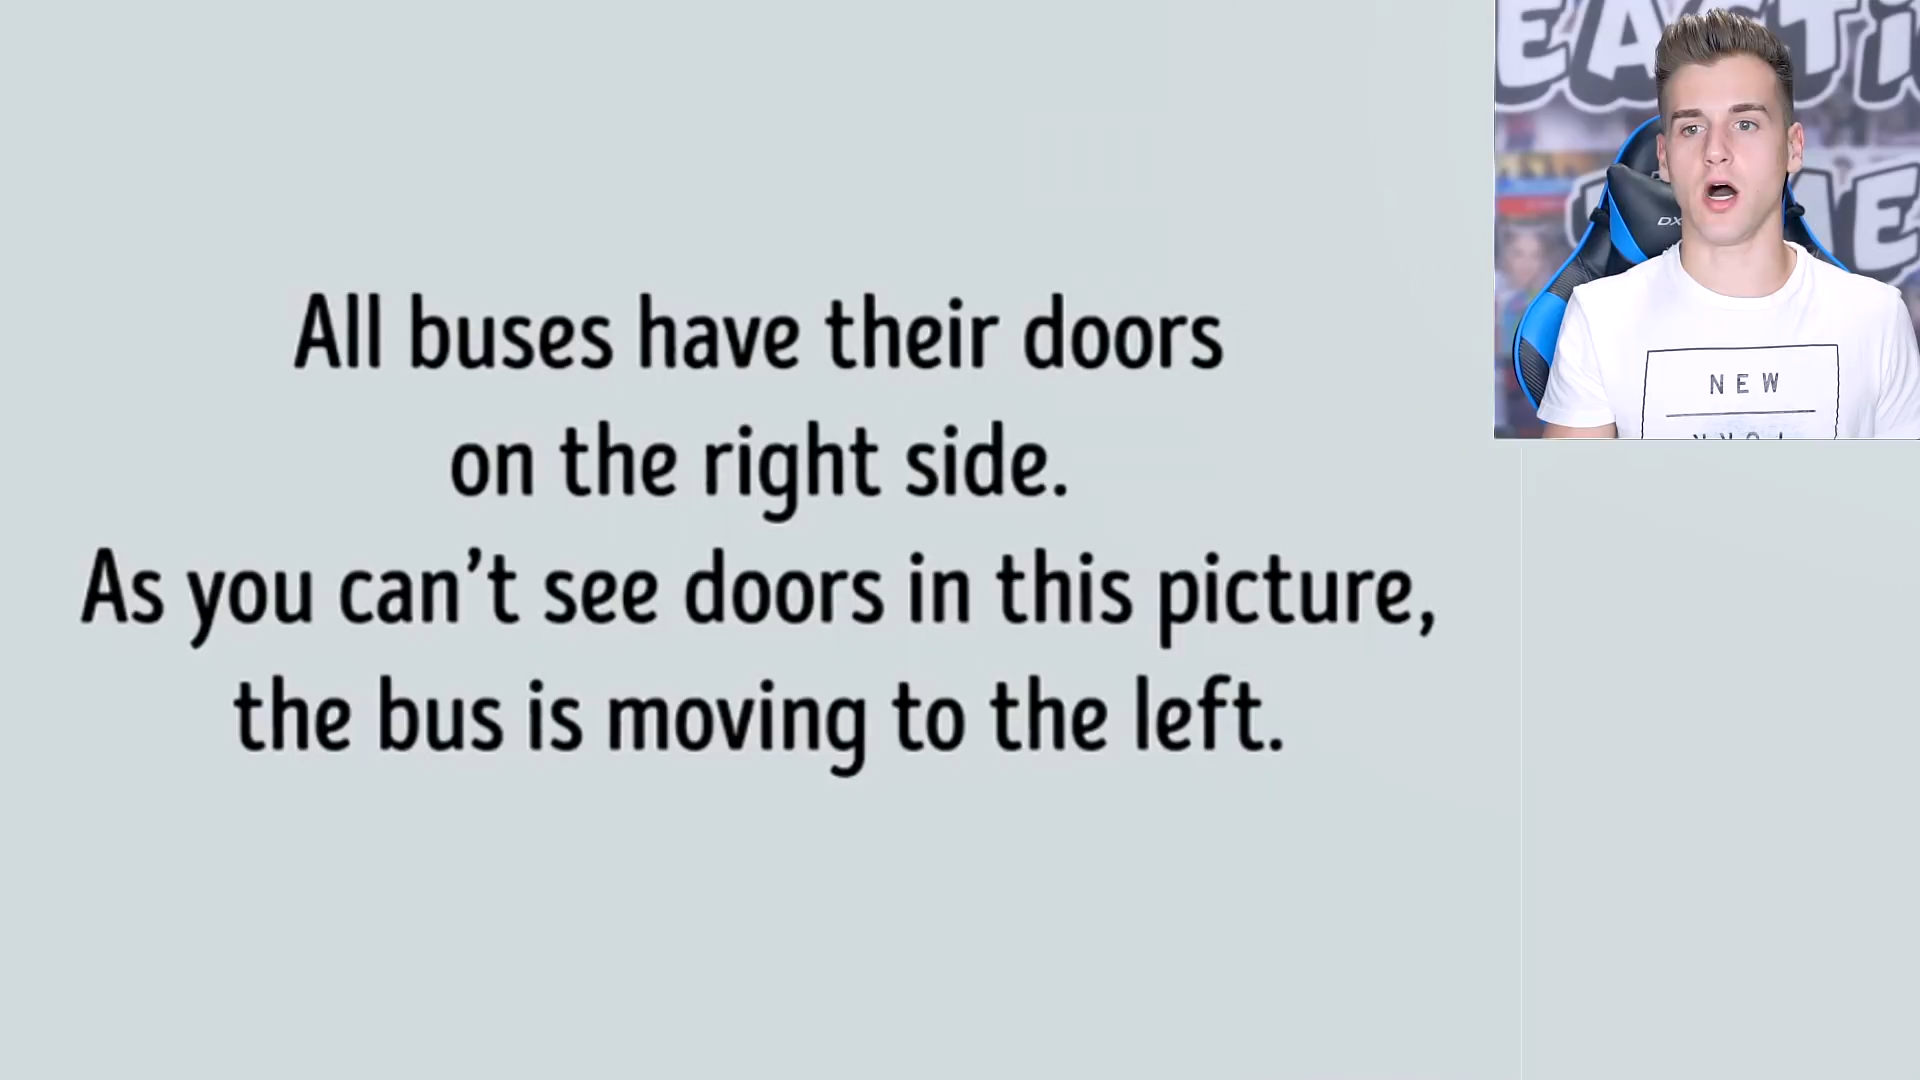 All buses have their doors
on the right side.
As you can't see doors in this picture,
the bus is moving to the left.
DX
NEW